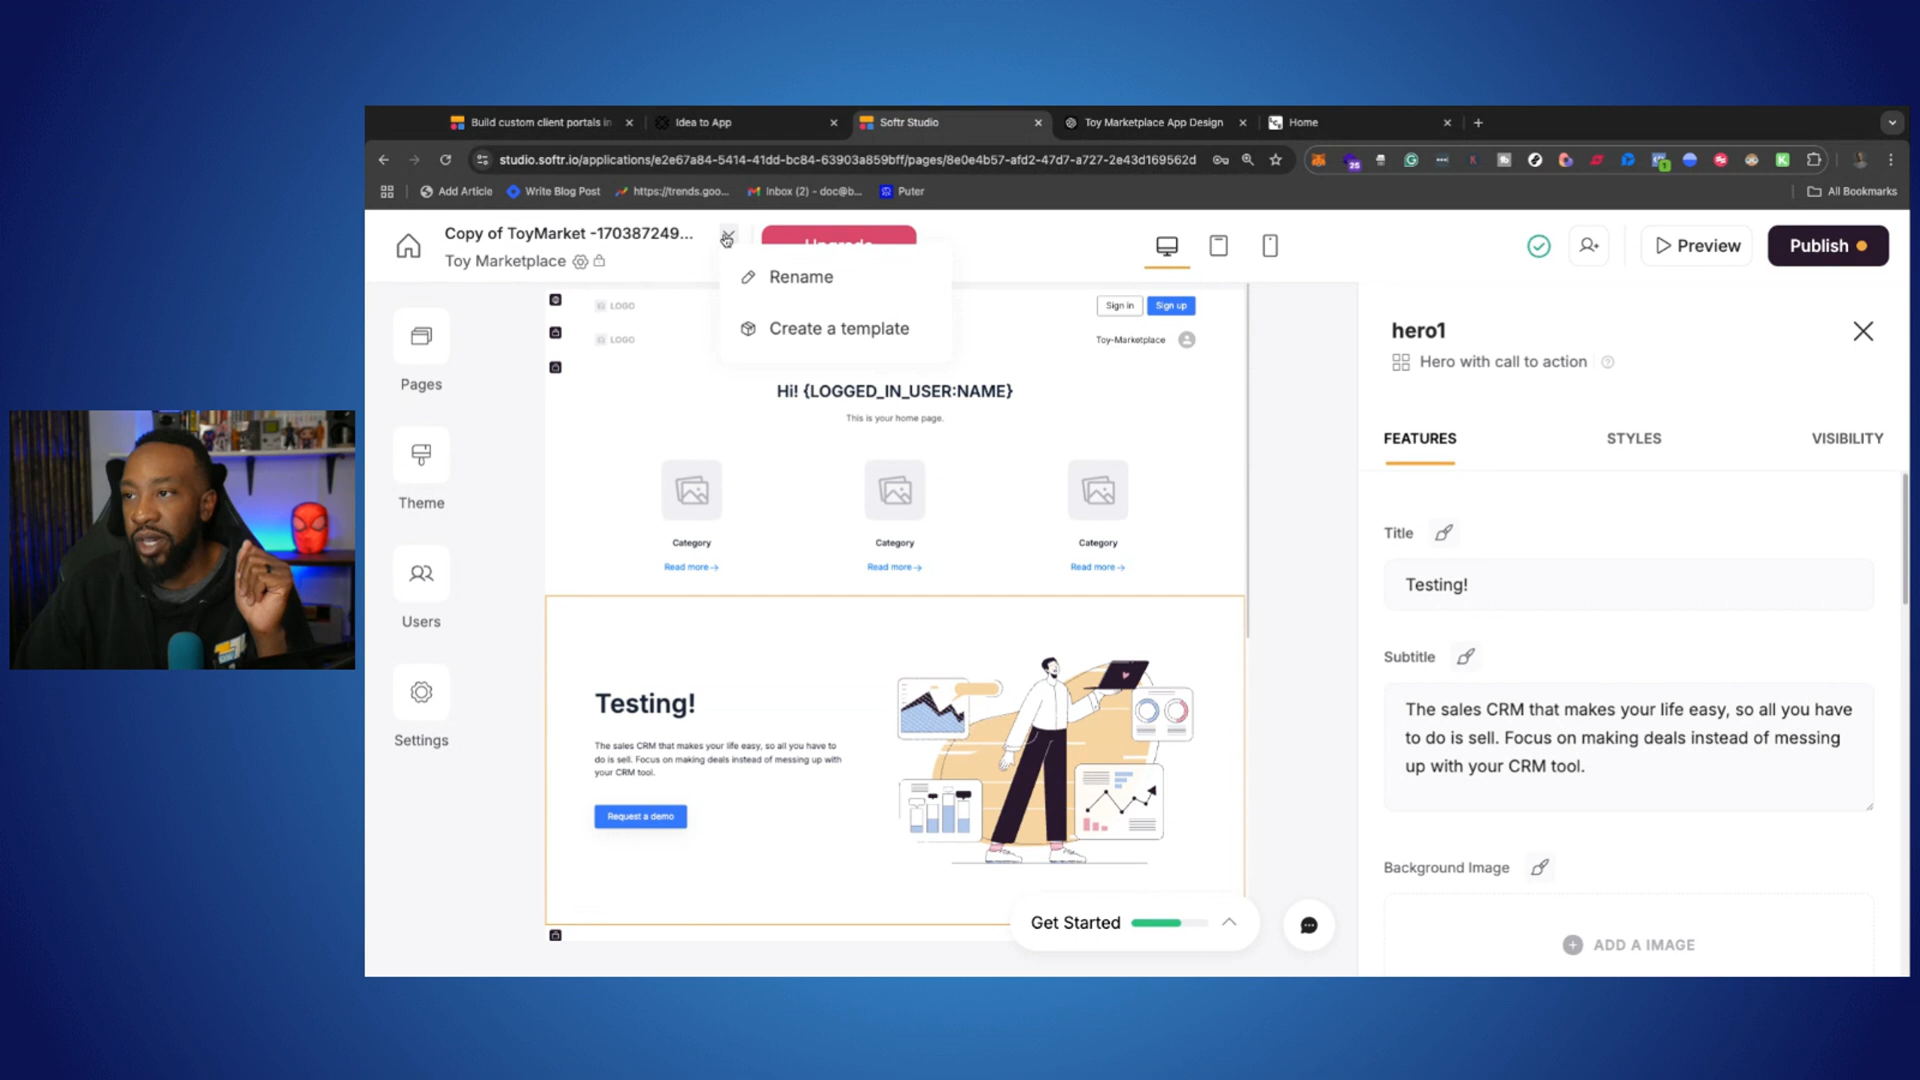 Build custom client portals in
Idea to App
Softr Studio
Toy Marketplace App Design
Home
studio.softr.io/applications/e2e67a84-5414-41dd-bc84-63903a859bff/pages/8e0e4b57-afd2-47d7-a727-2e43d169562d
25
1
Add Article
Write Blog Post
https://trends.goo...
Inbox (2) - doc@b...
Puter
All Bookmarks
Copy of ToyMarket -170387249...
Toy Marketplace
Upgrade
Preview
Publish
Rename
Create a template
Pages
Theme
Users
Settings
LOGO
Sign in
Sign up
LOGO
Toy-Marketplace
Hi! {LOGGED_IN_USER:NAME}
This is your home page.
Category
Category
Category
Read more
Read more
Read more
Testing!
The sales CRM that makes your life easy, so all you have to
do is sell. Focus on making deals instead of messing up with
your CRM tool.
Request a demo
Get Started
hero1
Hero with call to action
FEATURES
STYLES
VISIBILITY
Title
Testing!
Subtitle
The sales CRM that makes your life easy, so all you have
to do is sell. Focus on making deals instead of messing
up with your CRM tool.
Background Image
ADD A IMAGE